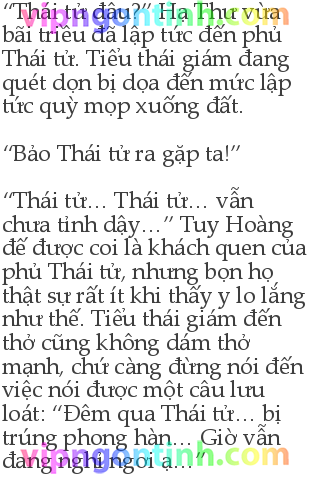 “Thái tử đâu?” Hạ Như vừa
bãi triều đã lập tức đến phủ
Thái tử. Tiểu thái giám đang
quét dọn bị dọa đến mức lập
tức quỳ mọp xuống đất.
“Bảo Thái tử ra gặp ta!”
“Thái tử… Thái tử… vẫn
chưa tỉnh dậy…” Tuy Hoàng
đế được coi là khách quen của
phủ Thái tử, nhưng bọn họ
thật sự rất ít khi thấy y lo lắng
như thế. Tiểu thái giám đến
thở cũng không dám thở
mạnh, chứ càng đừng nói đến
việc nói được một câu lưu
loát: “Đêm qua Thái tử… bị
trúng phong hàn… Giờ vẫn
đang nghỉ ngơi ạ…”
vipngontinh.com
vipngontinh.com